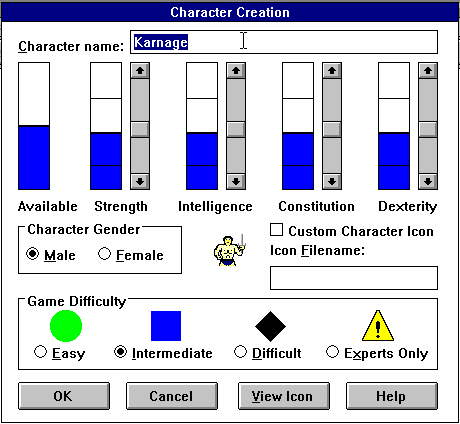 Character Creation
Character name: Karnage
Available Strength Intelligence Constitution Dexterity
Character Gender
Male Female
Custom Character Icon
Icon Filename:
Game Difficulty
!
Easy Intermediate Difficult Experts Only
OK Cancel View Icon Help